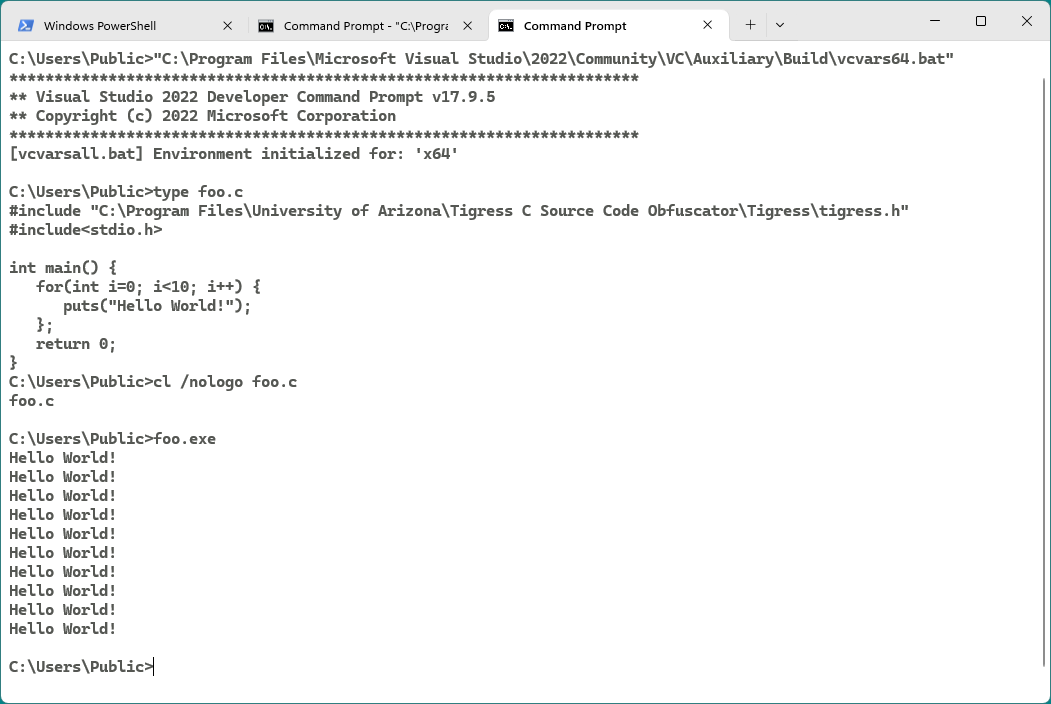 Windows PowerShell
Command Prompt - "C:\Progra
Command Prompt
C:\Users\Public>"C:\Program Files\Microsoft Visual Studio\2022\Community\VC\Auxiliary\Build\vcvars64.bat"
**********************************************************************
** Visual Studio 2022 Developer Command Prompt v17.9.5
** Copyright (c) 2022 Microsoft Corporation
**********************************************************************
[vcvarsall.bat] Environment initialized for: 'x64'
C:\Users\Public>type foo.c
#include "C:\Program Files\University of Arizona\Tigress C Source Code Obfuscator\Tigress\tigress.h"
#include<stdio.h>
int main() {
   for(int i=0; i<10; i++) {
      puts("Hello World!");
   };
   return 0;
}
C:\Users\Public>cl /nologo foo.c
foo.c
C:\Users\Public>foo.exe
Hello World!
Hello World!
Hello World!
Hello World!
Hello World!
Hello World!
Hello World!
Hello World!
Hello World!
Hello World!
C:\Users\Public>